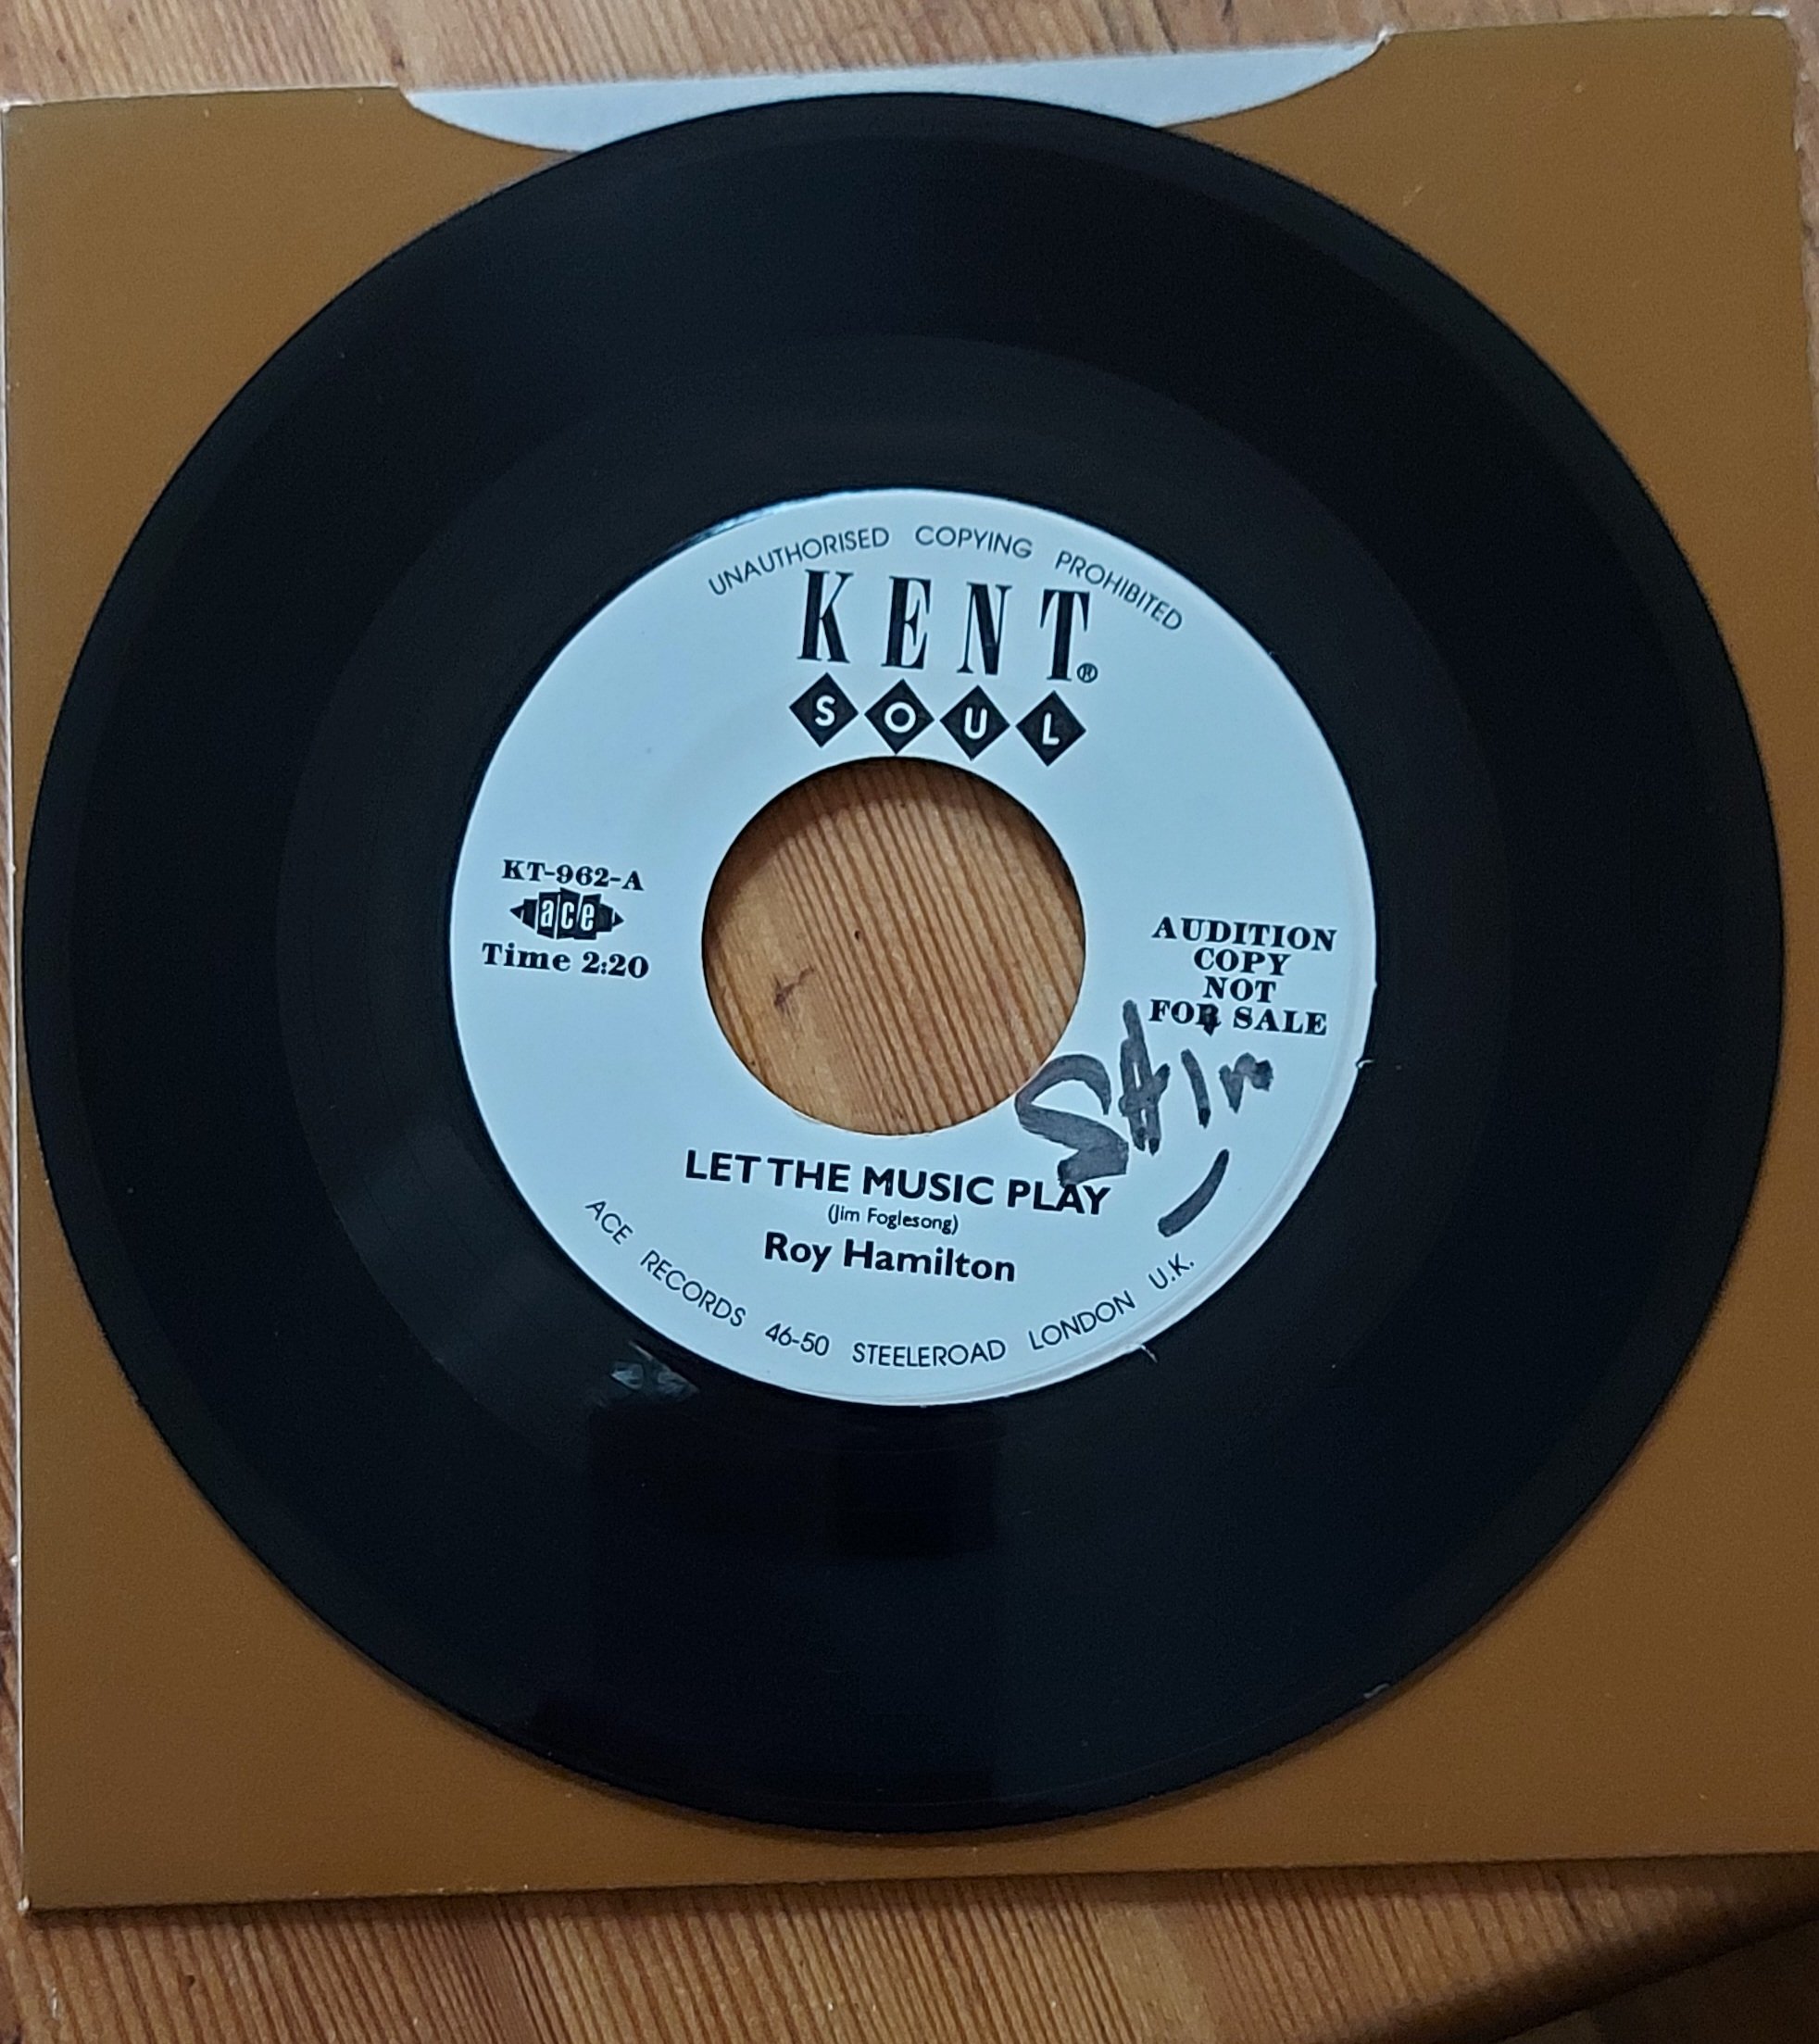 UNAUTHORISED COPYING PROHIBITED
KENT®
SOUL
KT-962-A
ace
Time 2:20
AUDITION
COPY
NOT
FOR SALE
LET THE MUSIC PLAY
(Jim Foglesong)
Roy Hamilton
ACE RECORDS 46-50 STEELEROAD LONDON U.K.